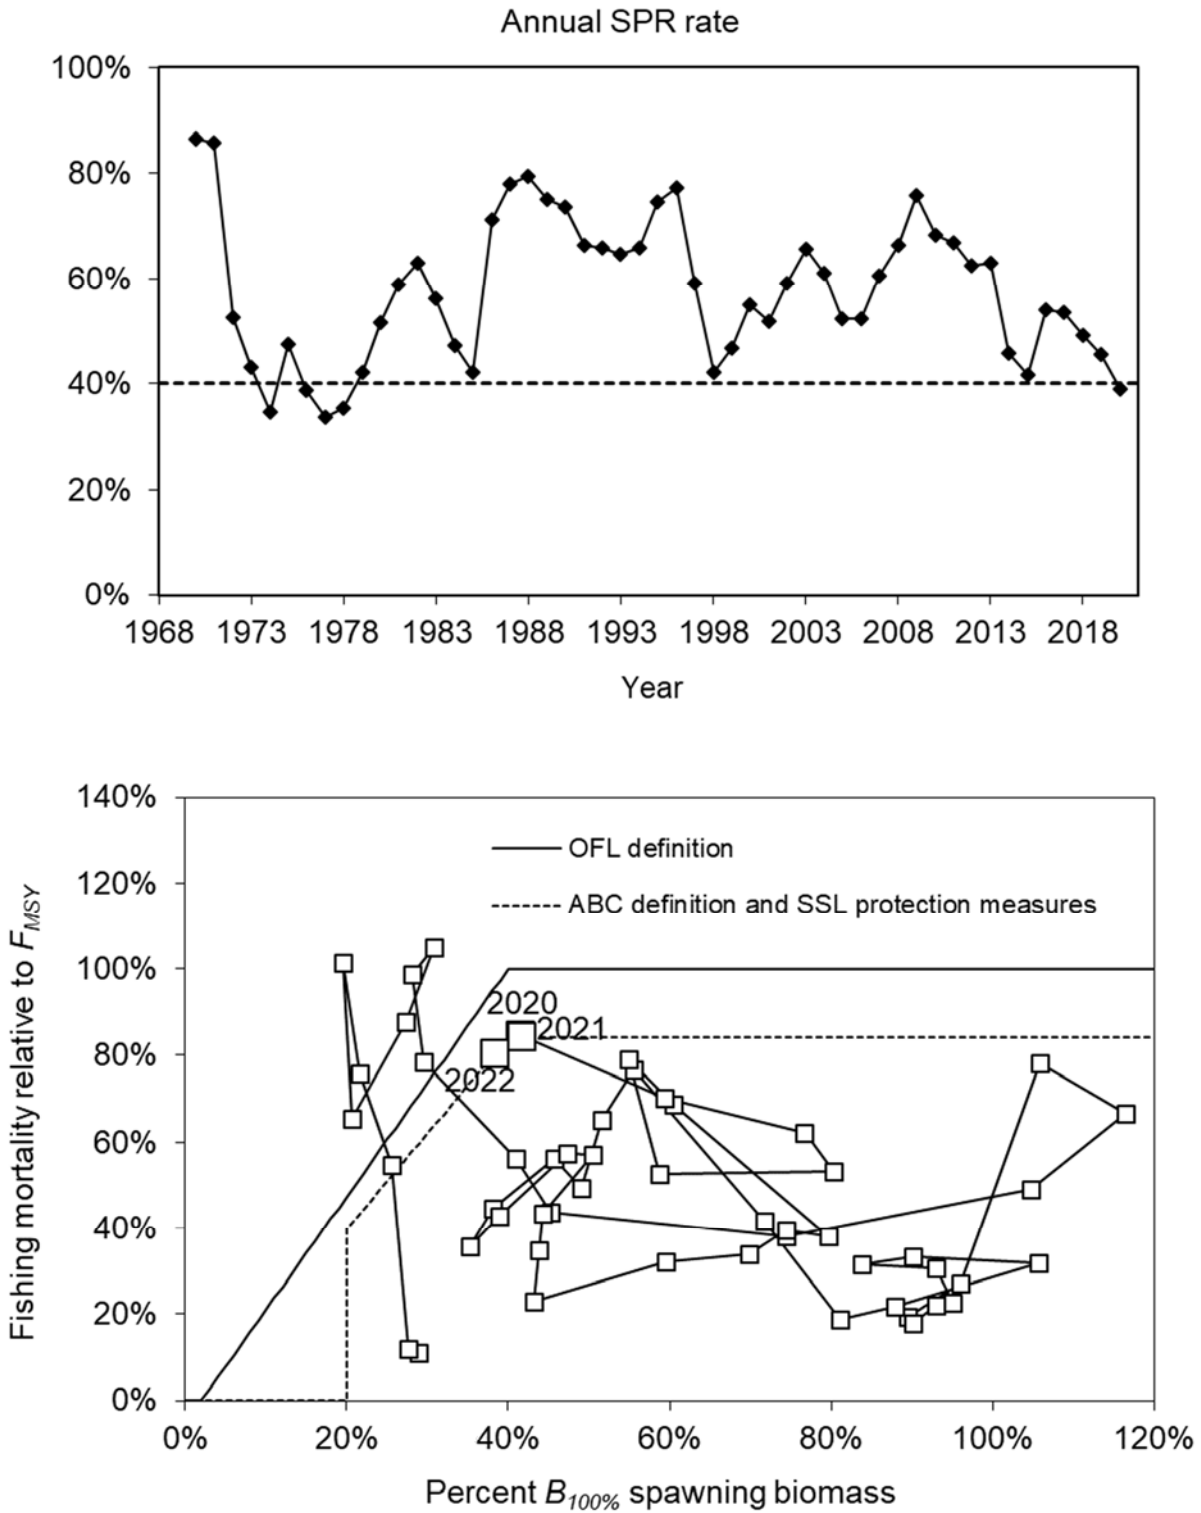 Annual SPR rate
100%
80%
60%
40%
20%
0%
1968 1973 1978 1983 1988 1993 1998 2003 2008 2013 2018
Year
140%
120%
100%
80%
60%
40%
20%
0%
Fishing mortality relative to FMSY
OFL definition
ABC definition and SSL protection measures
2020
2021
2022
0% 20% 40% 60% 80% 100% 120%
Percent B100% spawning biomass